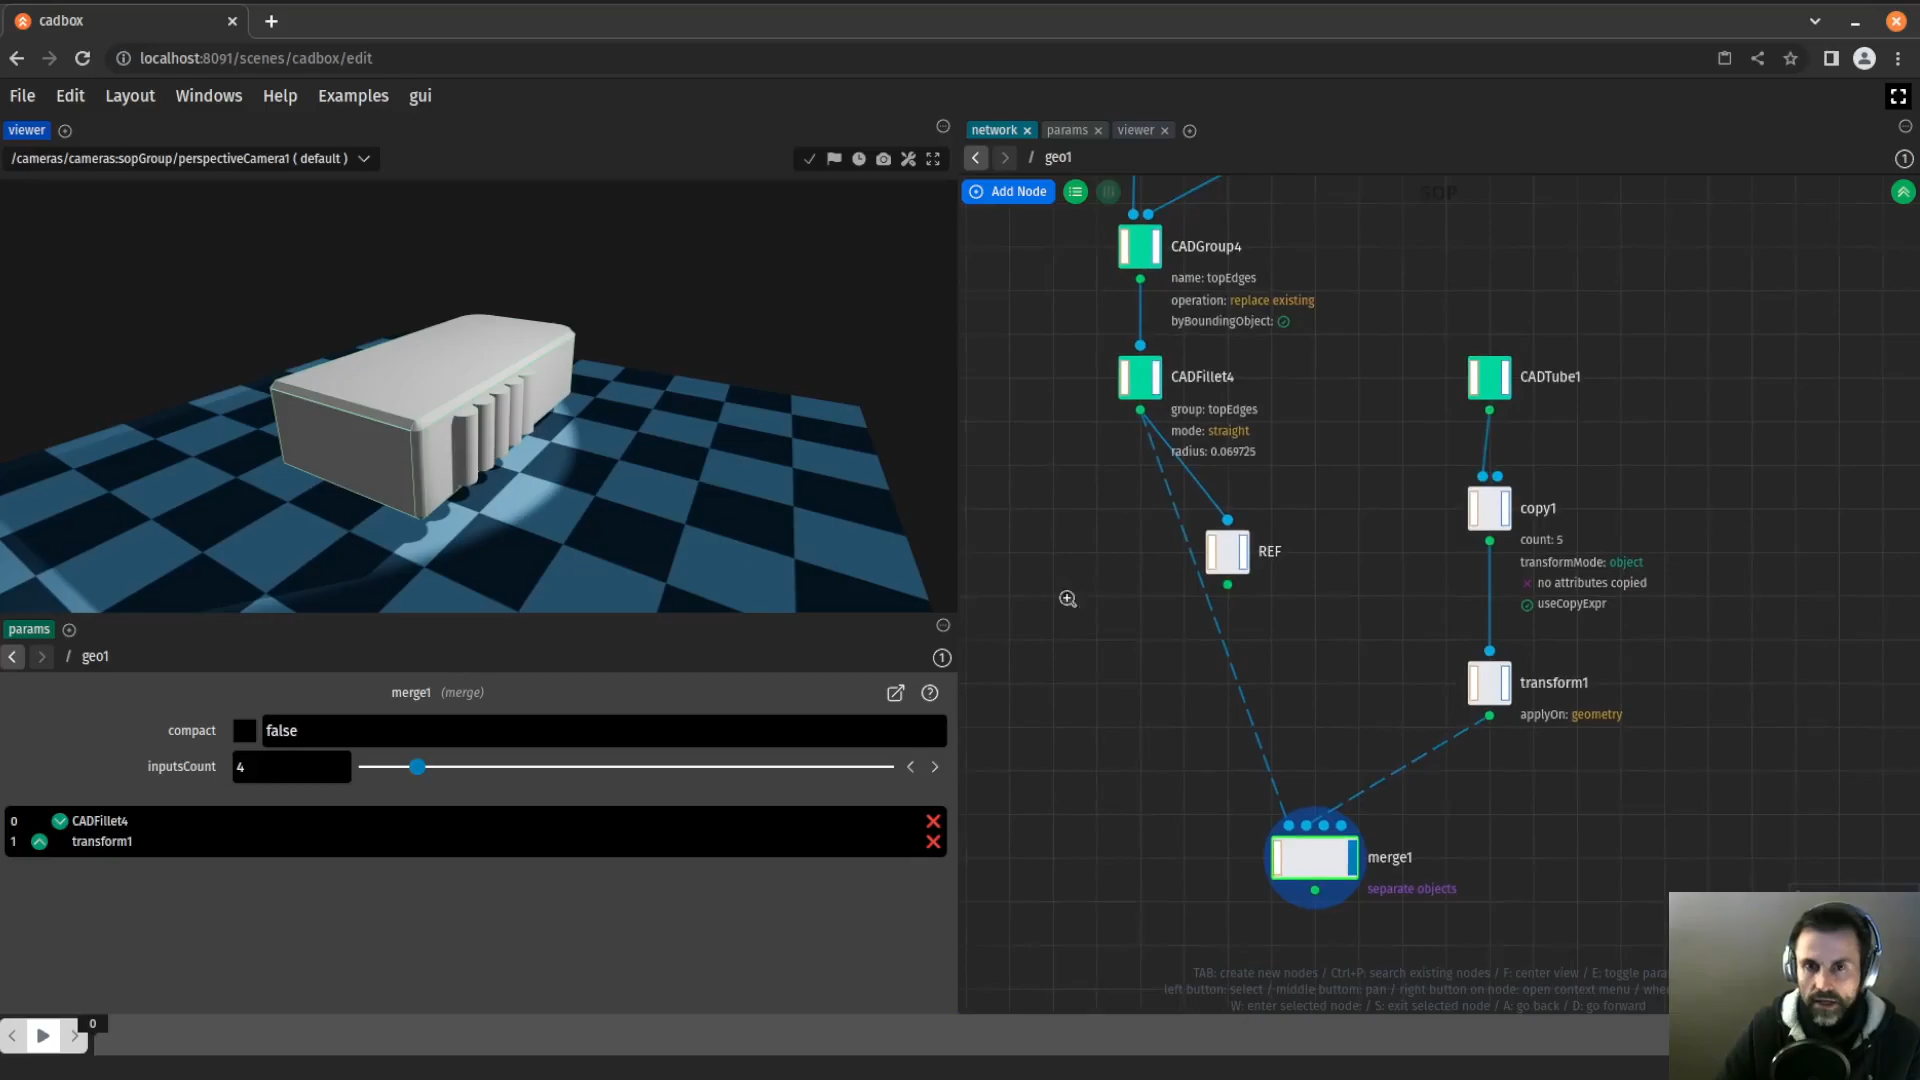 cadbox
localhost:8091/scenes/cadbox/edit
File Edit Layout Windows Help Examples gui
viewer
/cameras/cameras:sopGroup/perspectiveCamera1 ( default )
network params viewer
/ geo1
1
Add Node
SOP
CADGroup4
name: topEdges
operation: replace existing
byBoundingObject:
CADFillet4
group: topEdges
mode: straight
radius: 0.069725
CADTube1
REF
copy1
count: 5
transformMode: object
no attributes copied
useCopyExpr
transform1
applyOn: geometry
merge1
separate objects
TAB: create new nodes / Ctrl+P: search existing nodes / F: center view / E: toggle para
left button: select / middle buttom: pan / right button on node: open context menu / whe
W: enter selected node: / S: exit selected node / A: go back / D: go forward
params
/ geo1
1
merge1 (merge)
compact false
inputsCount 4
0 CADFillet4
1 transform1
0